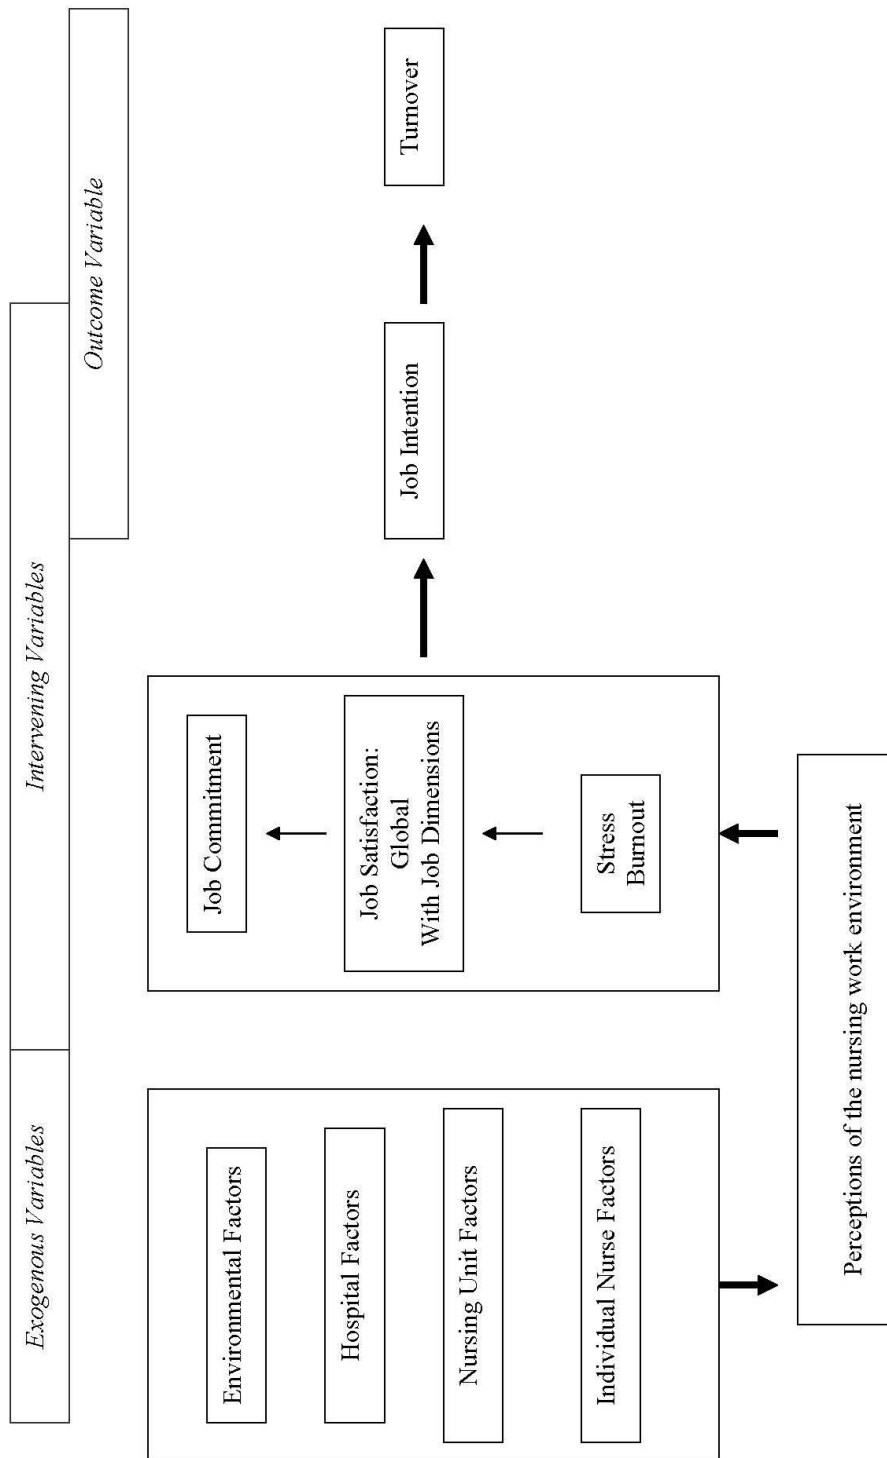 Exogenous Variables
Intervening Variables
Outcome Variable
Environmental Factors
Hospital Factors
Nursing Unit Factors
Individual Nurse Factors
Job Commitment
Job Satisfaction:
Global
With Job Dimensions
Stress
Burnout
Job Intention
Turnover
Perceptions of the nursing work environment